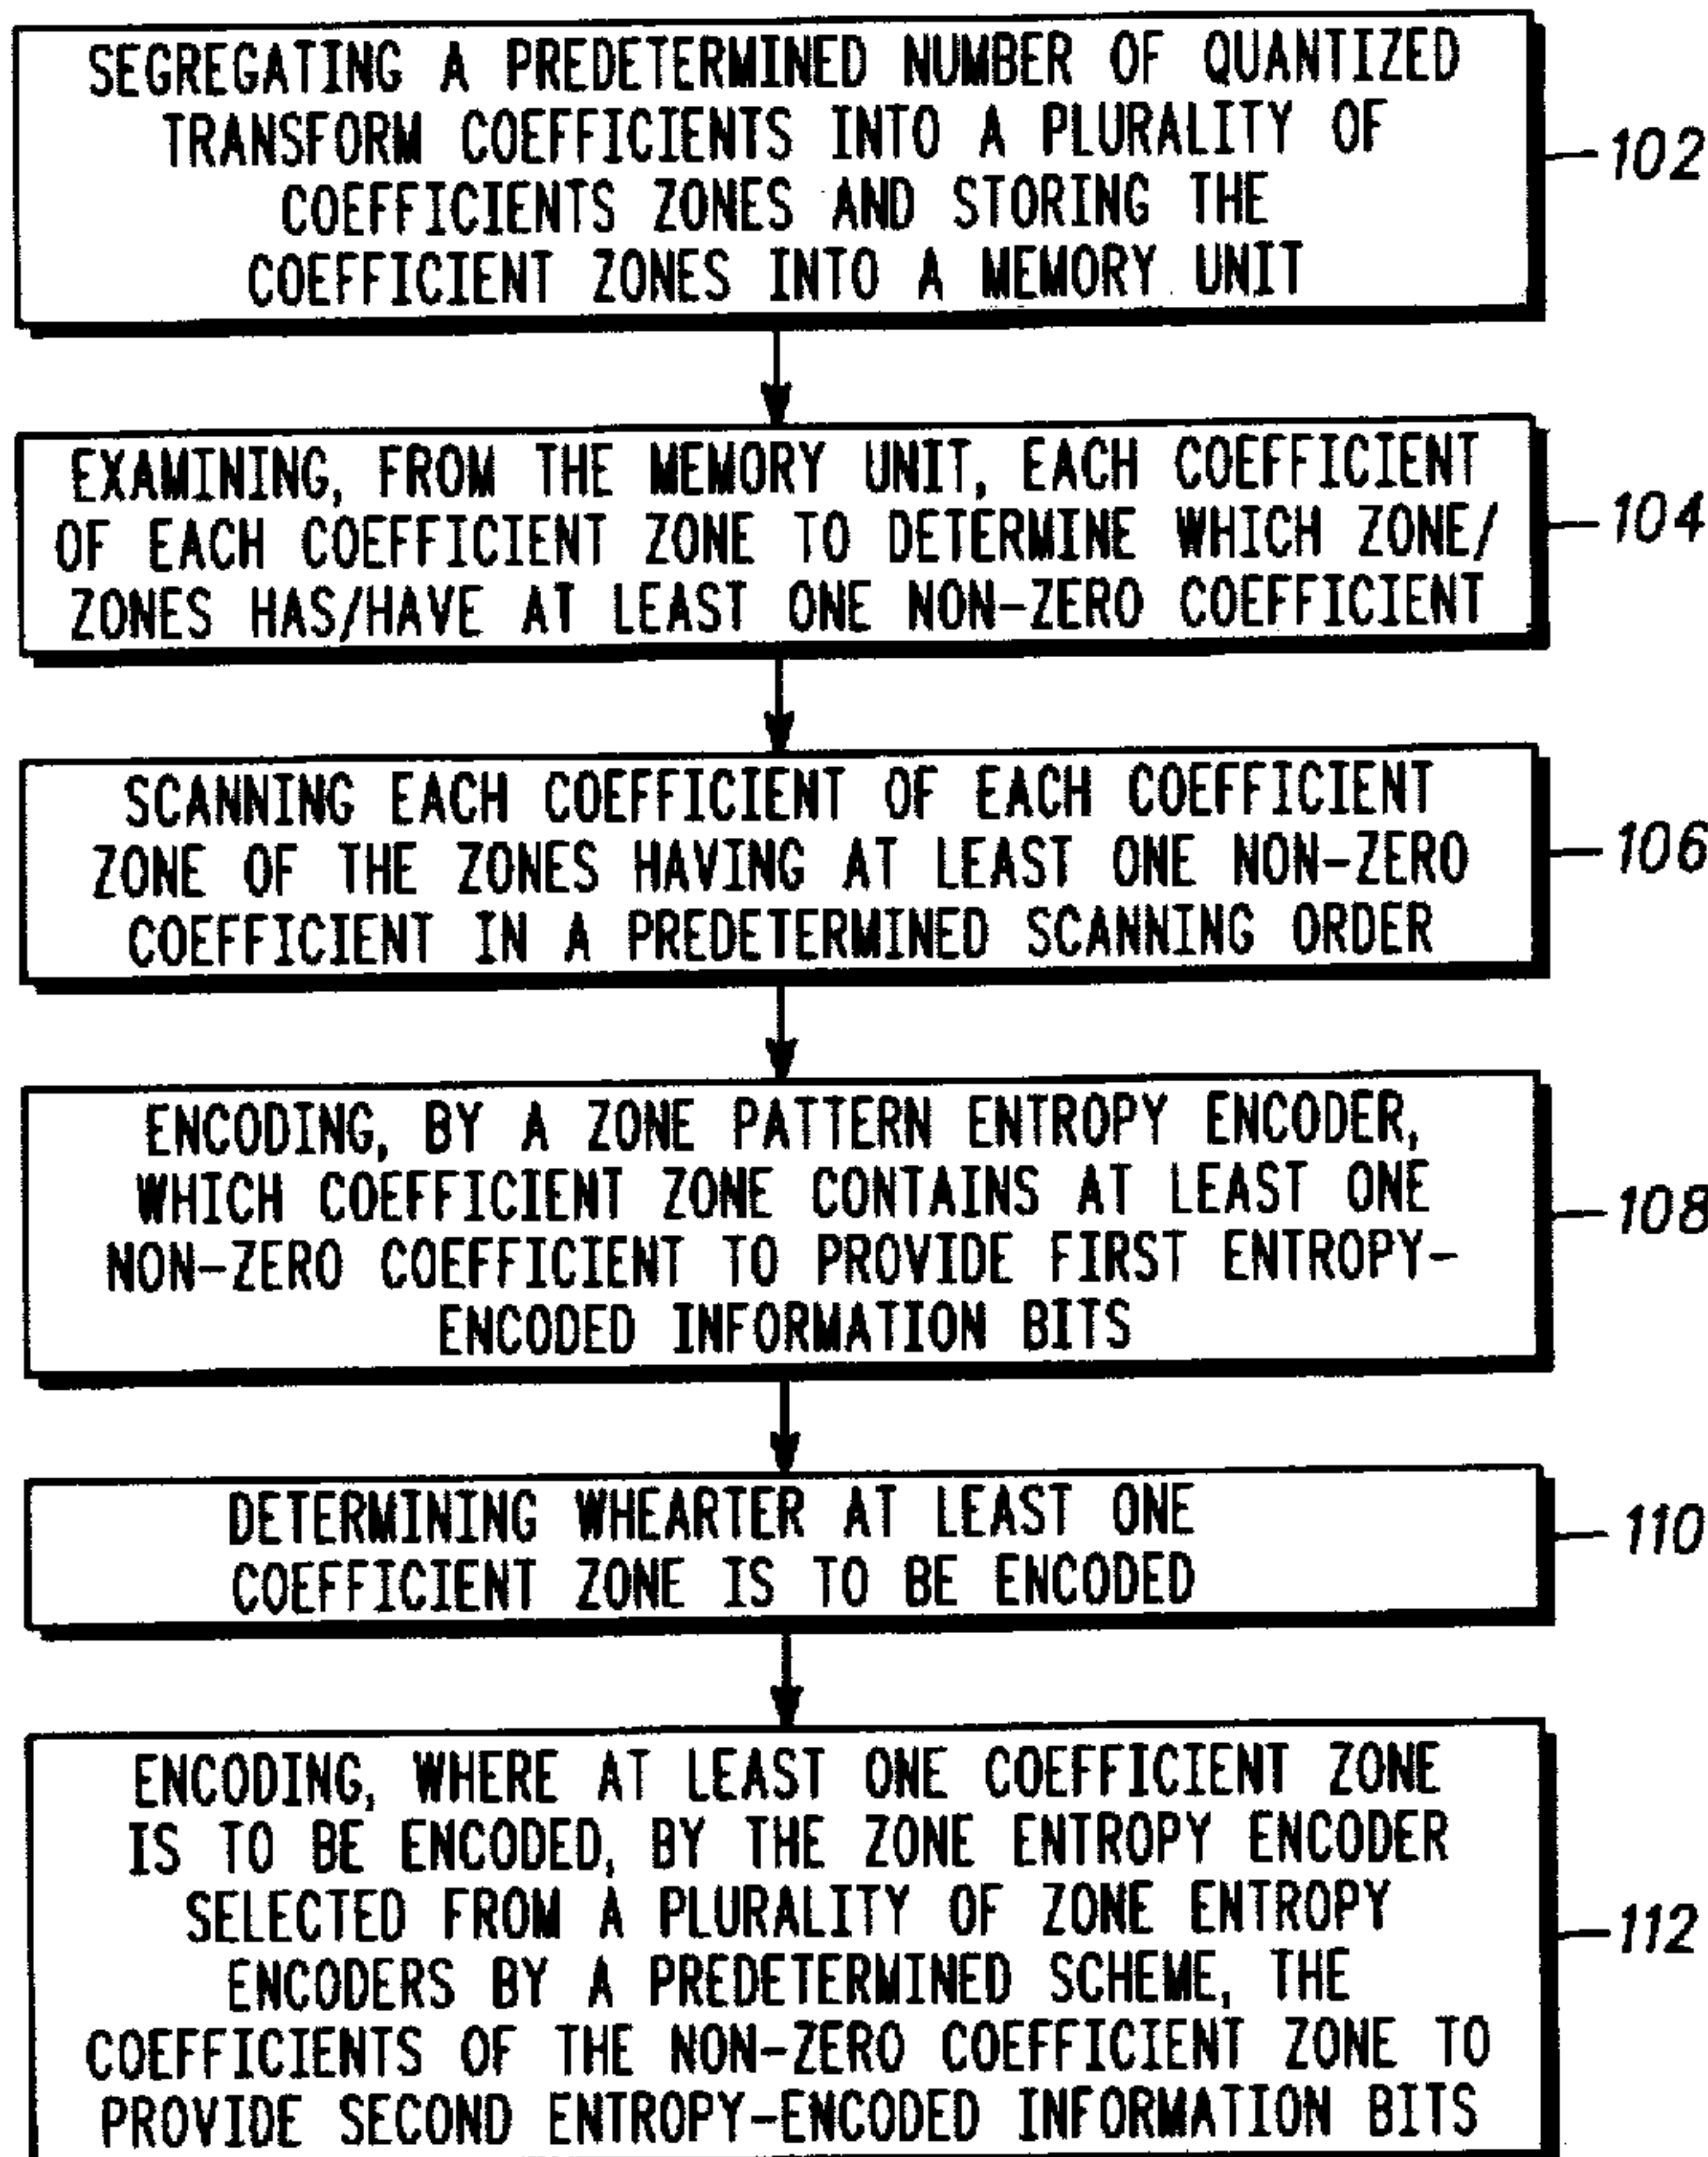 SEGREGATING A PREDETERMINED NUMBER OF QUANTIZED
TRANSFORM COEFFICIENTS INTO A PLURALITY OF
COEFFICIENTS ZONES AND STORING THE
COEFFICIENT ZONES INTO A MEMORY UNIT
102
EXAMINING, FROM THE MEMORY UNIT, EACH COEFFICIENT
OF EACH COEFFICIENT ZONE TO DETERMINE WHICH ZONE/
ZONES HAS/HAVE AT LEAST ONE NON-ZERO COEFFICIENT
104
SCANNING EACH COEFFICIENT OF EACH COEFFICIENT
ZONE OF THE ZONES HAVING AT LEAST ONE NON-ZERO
COEFFICIENT IN A PREDETERMINED SCANNING ORDER
106
ENCODING, BY A ZONE PATTERN ENTROPY ENCODER,
WHICH COEFFICIENT ZONE CONTAINS AT LEAST ONE
NON-ZERO COEFFICIENT TO PROVIDE FIRST ENTROPY-
ENCODED INFORMATION BITS
108
DETERMINING WHEARTER AT LEAST ONE
COEFFICIENT ZONE IS TO BE ENCODED
110
ENCODING, WHERE AT LEAST ONE COEFFICIENT ZONE
IS TO BE ENCODED, BY THE ZONE ENTROPY ENCODER
SELECTED FROM A PLURALITY OF ZONE ENTROPY
ENCODERS BY A PREDETERMINED SCHEME, THE
COEFFICIENTS OF THE NON-ZERO COEFFICIENT ZONE TO
PROVIDE SECOND ENTROPY-ENCODED INFORMATION BITS
112